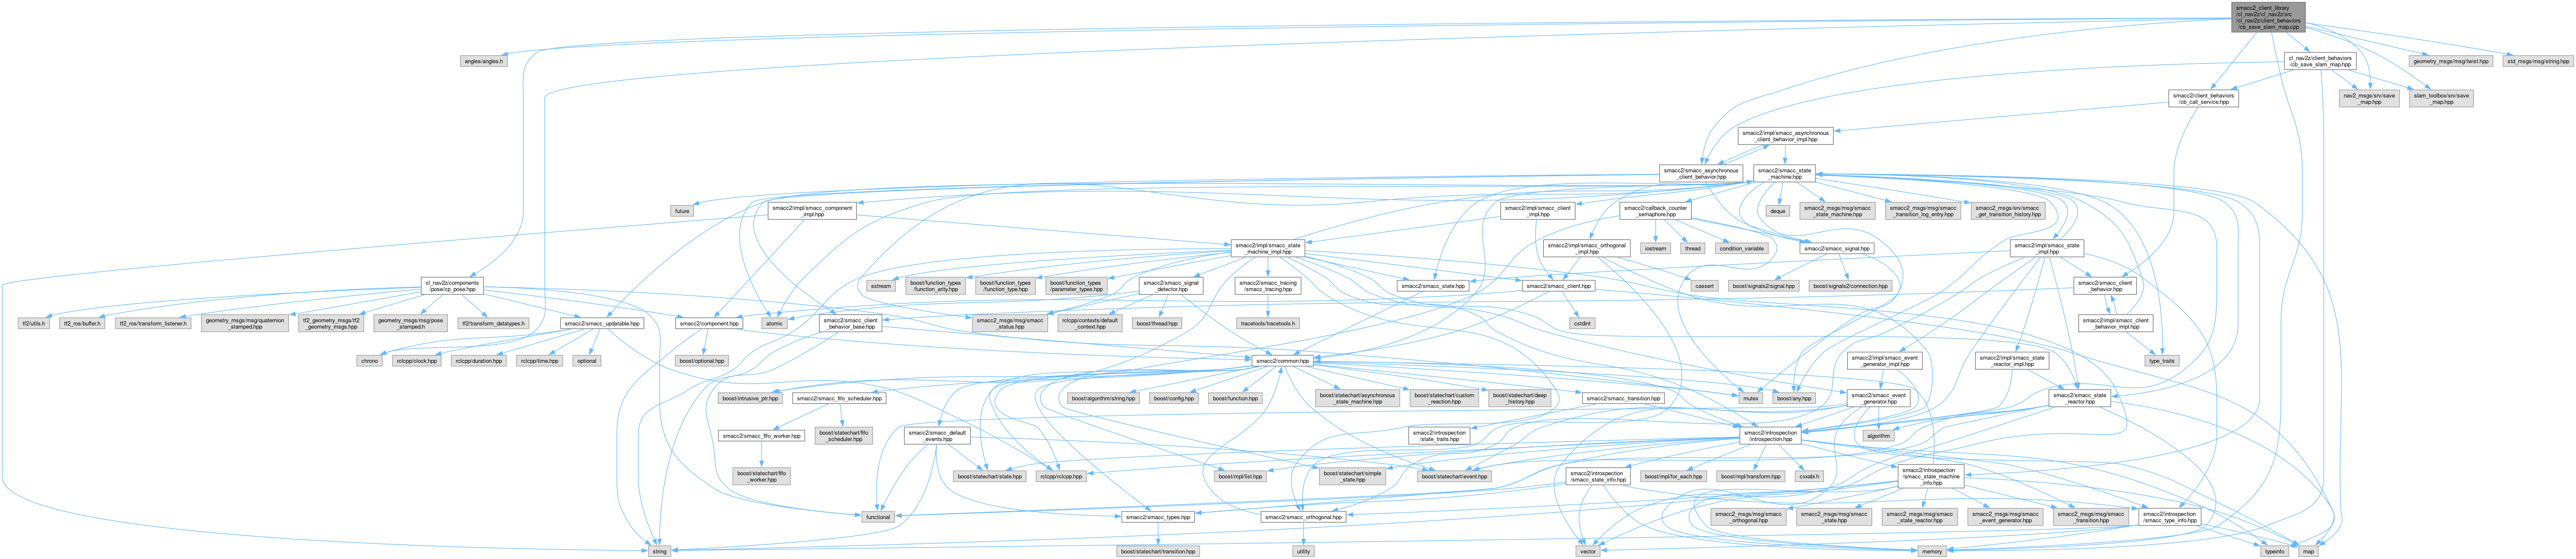 smacc2_client_library
/cl_nav2z/cl_nav2z/src
/cl_nav2z/client_behaviors
/cb_save_slam_map.cpp
angles/angles.h
cl_nav2z/client_behaviors
/cb_save_slam_map.hpp
geometry_msgs/msg/twist.hpp
std_msgs/msg/string.hpp
smacc2/client_behaviors
/cb_call_service.hpp
nav2_msgs/srv/save
_map.hpp
slam_toolbox/srv/save
_map.hpp
smacc2/impl/smacc_asynchronous
_client_behavior_impl.hpp
smacc2/smacc_asynchronous
_client_behavior.hpp
smacc2/smacc_state
_machine.hpp
future
smacc2/impl/smacc_component
_impl.hpp
smacc2/impl/smacc_client
_impl.hpp
smacc2/callback_counter
_semaphore.hpp
deque
smacc2_msgs/msg/smacc
_state_machine.hpp
smacc2_msgs/msg/smacc
_transition_log_entry.hpp
smacc2_msgs/srv/smacc
_get_transition_history.hpp
smacc2/impl/smacc_state
_machine_impl.hpp
smacc2/impl/smacc_orthogonal
_impl.hpp
iostream
thread
condition_variable
smacc2/smacc_signal.hpp
smacc2/impl/smacc_state
_impl.hpp
cl_nav2z/components
/pose/cp_pose.hpp
sstream
boost/function_types
/function_arity.hpp
boost/function_types
/function_type.hpp
boost/function_types
/parameter_types.hpp
smacc2/smacc_signal
_detector.hpp
smacc2/smacc_tracing
/smacc_tracing.hpp
smacc2/smacc_state.hpp
smacc2/smacc_client.hpp
cassert
boost/signals2/signal.hpp
boost/signals2/connection.hpp
smacc2/smacc_client
_behavior.hpp
tf2/utils.h
tf2_ros/buffer.h
tf2_ros/transform_listener.h
geometry_msgs/msg/quaternion
_stamped.hpp
tf2_geometry_msgs/tf2
_geometry_msgs.hpp
geometry_msgs/msg/pose
_stamped.h
tf2/transform_datatypes.h
smacc2/smacc_updatable.hpp
smacc2/component.hpp
atomic
smacc2/smacc_client
_behavior_base.hpp
smacc2_msgs/msg/smacc
_status.hpp
rclcpp/contexts/default
_context.hpp
boost/thread.hpp
tracetools/tracetools.h
cstdint
smacc2/impl/smacc_client
_behavior_impl.hpp
chrono
rclcpp/clock.hpp
rclcpp/duration.hpp
rclcpp/time.hpp
optional
boost/optional.hpp
smacc2/common.hpp
smacc2/impl/smacc_event
_generator_impl.hpp
smacc2/impl/smacc_state
_reactor_impl.hpp
type_traits
boost/intrusive_ptr.hpp
smacc2/smacc_fifo_scheduler.hpp
boost/algorithm/string.hpp
boost/config.hpp
boost/function.hpp
boost/statechart/asynchronous
_state_machine.hpp
boost/statechart/custom
_reaction.hpp
boost/statechart/deep
_history.hpp
smacc2/smacc_transition.hpp
mutex
boost/any.hpp
smacc2/smacc_event
_generator.hpp
smacc2/smacc_state
_reactor.hpp
smacc2/smacc_fifo_worker.hpp
boost/statechart/fifo
_scheduler.hpp
smacc2/smacc_default
_events.hpp
smacc2/introspection
/state_traits.hpp
smacc2/introspection
/introspection.hpp
algorithm
boost/statechart/fifo
_worker.hpp
boost/statechart/state.hpp
rclcpp/rclcpp.hpp
boost/mpl/list.hpp
boost/statechart/simple
_state.hpp
boost/statechart/event.hpp
smacc2/introspection
/smacc_state_info.hpp
boost/mpl/for_each.hpp
boost/mpl/transform.hpp
cxxabi.h
smacc2/introspection
/smacc_state_machine
_info.hpp
functional
smacc2/smacc_types.hpp
smacc2/smacc_orthogonal.hpp
smacc2_msgs/msg/smacc
_orthogonal.hpp
smacc2_msgs/msg/smacc
_state.hpp
smacc2_msgs/msg/smacc
_state_reactor.hpp
smacc2_msgs/msg/smacc
_event_generator.hpp
smacc2_msgs/msg/smacc
_transition.hpp
smacc2/introspection
/smacc_type_info.hpp
string
boost/statechart/transition.hpp
utility
vector
memory
typeinfo
map